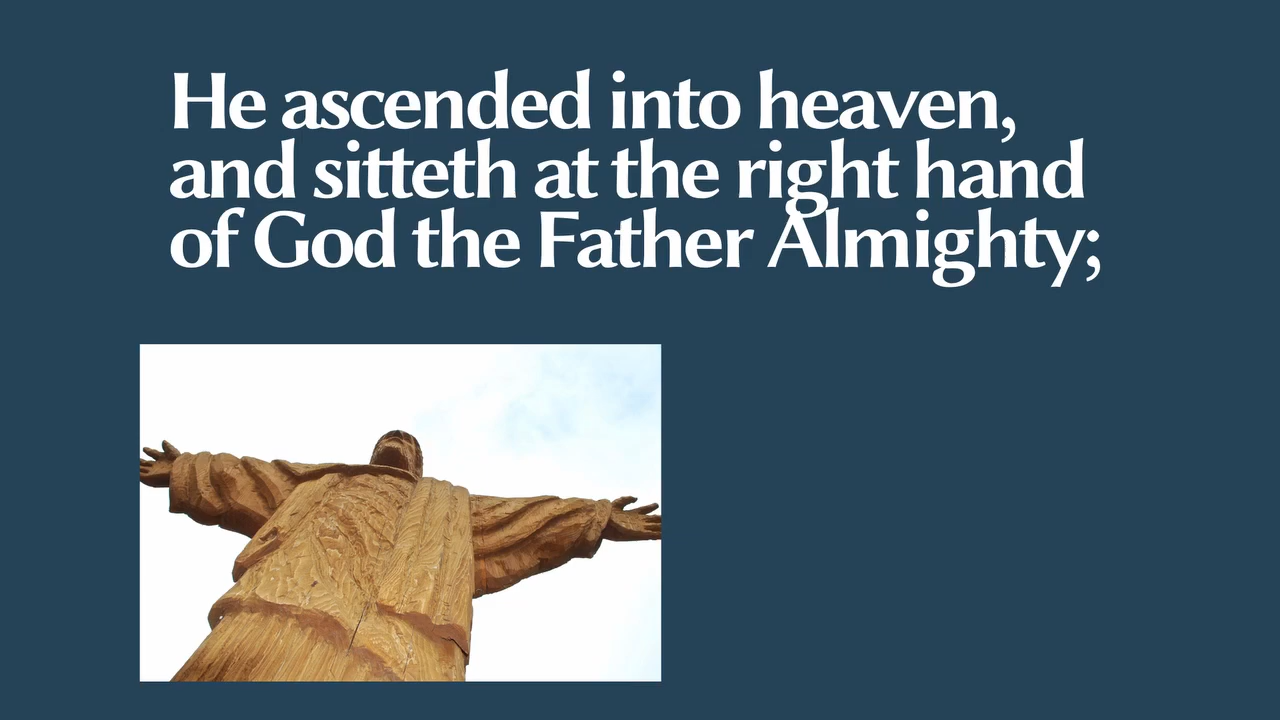 He ascended into heaven,
and sitteth at the right hand
of God the Father Almighty;